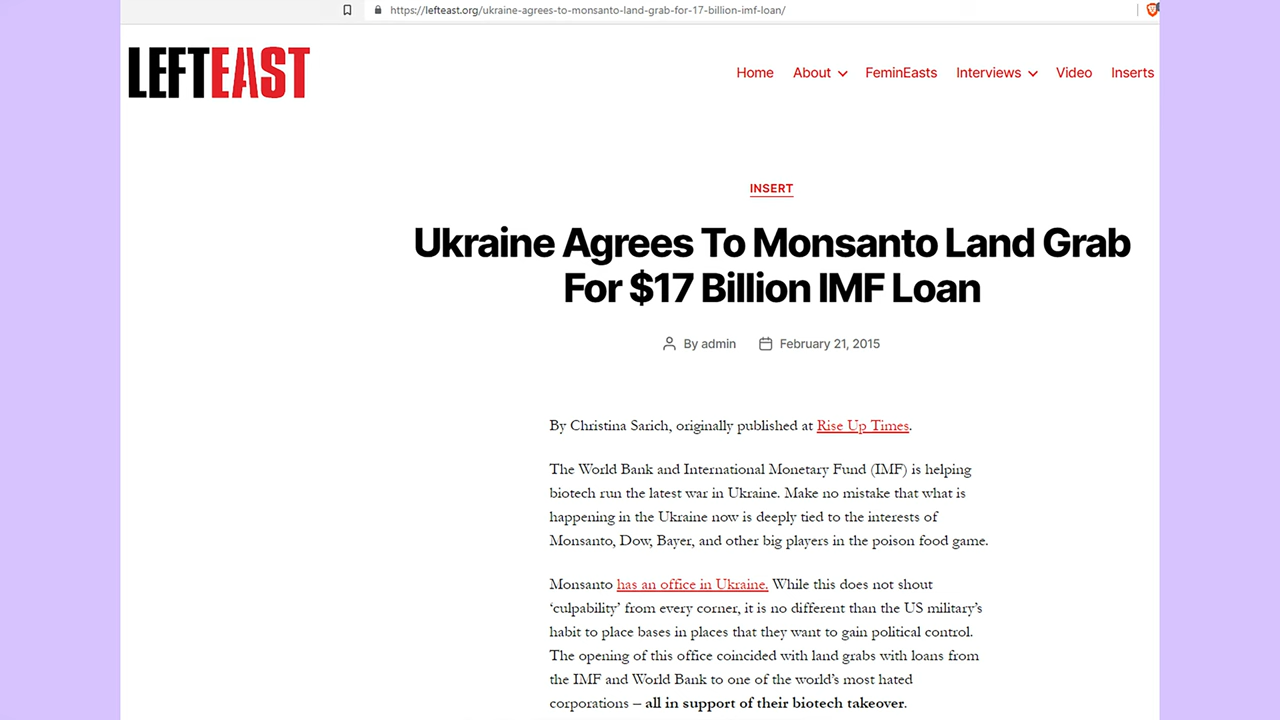 https://lefteast.org/ukraine-agrees-to-monsanto-land-grab-for-17-billion-imf-loan/
LEFTEAST
Home About FeminEasts Interviews Video Inserts
INSERT
Ukraine Agrees To Monsanto Land Grab
For $17 Billion IMF Loan
By admin February 21, 2015
By Christina Sarich, originally published at Rise Up Times.
The World Bank and International Monetary Fund (IMF) is helping
biotech run the latest war in Ukraine. Make no mistake that what is
happening in the Ukraine now is deeply tied to the interests of
Monsanto, Dow, Bayer, and other big players in the poison food game.
Monsanto has an office in Ukraine. While this does not shout
‘culpability’ from every corner, it is no different than the US military’s
habit to place bases in places that they want to gain political control.
The opening of this office coincided with land grabs with loans from
the IMF and World Bank to one of the world’s most hated
corporations – all in support of their biotech takeover.